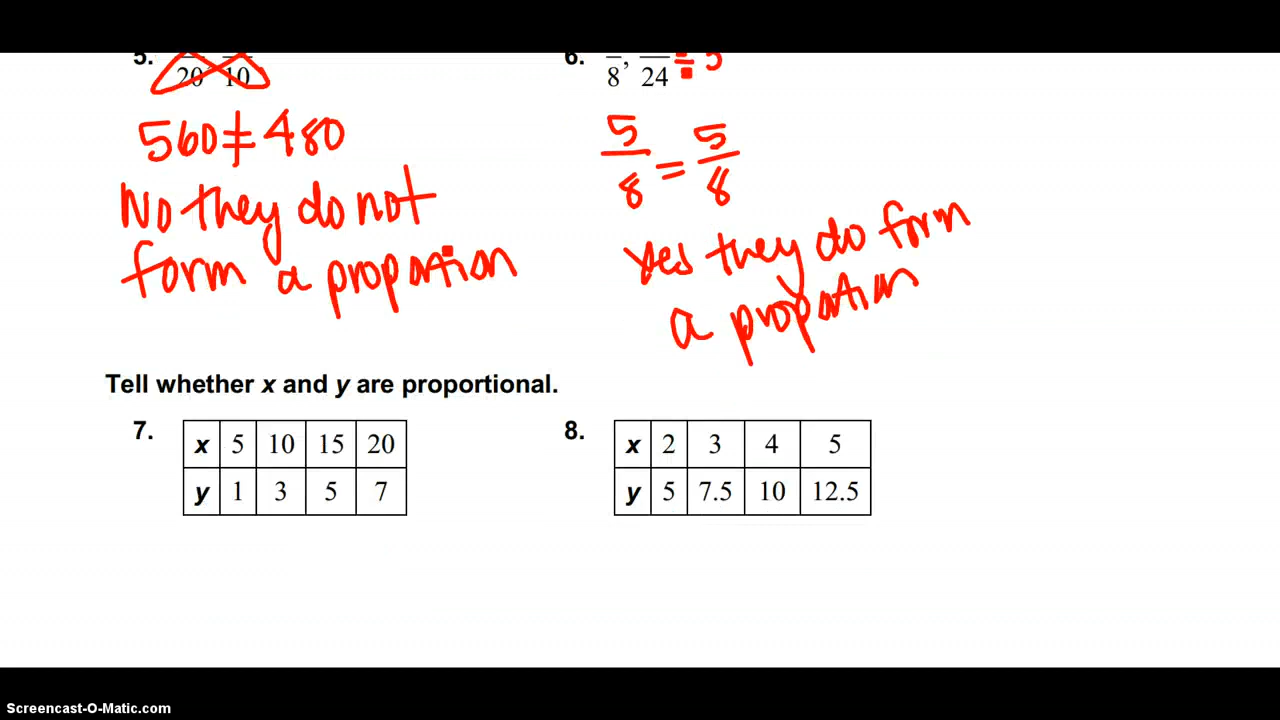 5.
6.
20 10
8 , 24 ÷ 3
560 ≠ 480
5/8 = 5/8
No they do not
form a proportion
yes they do form
a proportion
Tell whether x and y are proportional.
7.
x 5 10 15 20
y 1 3 5 7
8.
x 2 3 4 5
y 5 7.5 10 12.5
Screencast-O-Matic.com